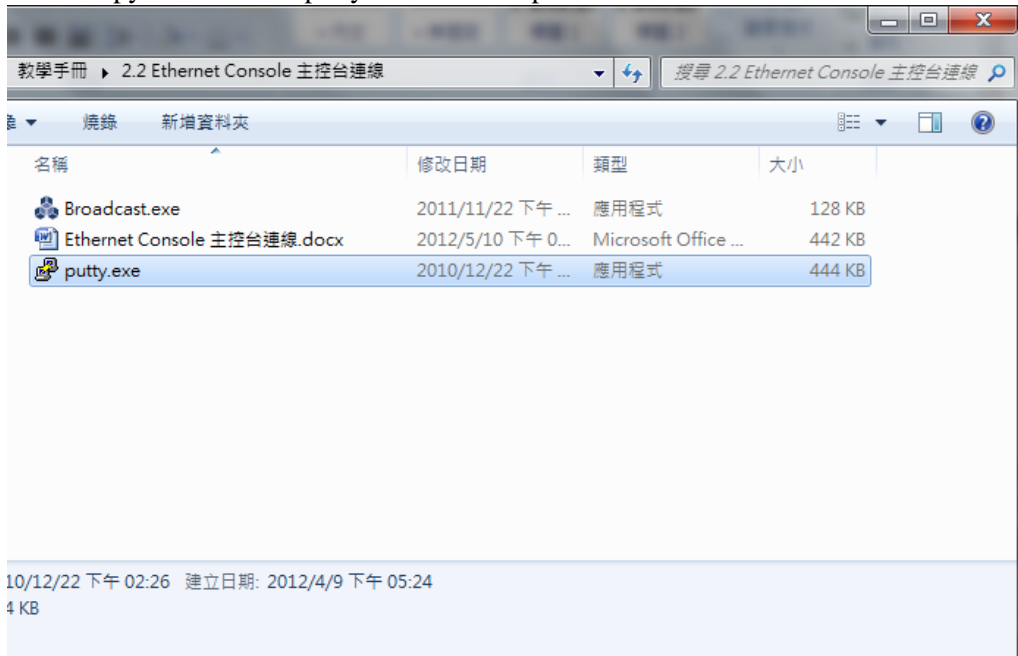 教學手冊 ▸ 2.2 Ethernet Console 主控台連線 搜尋 2.2 Ethernet Console 主控台連線
燒錄 新增資料夾
名稱 修改日期 類型 大小
Broadcast.exe 2011/11/22 下午 ... 應用程式 128 KB
Ethernet Console 主控台連線.docx 2012/5/10 下午 0... Microsoft Office ... 442 KB
putty.exe 2010/12/22 下午 ... 應用程式 444 KB
10/12/22 下午 02:26 建立日期: 2012/4/9 下午 05:24
4 KB